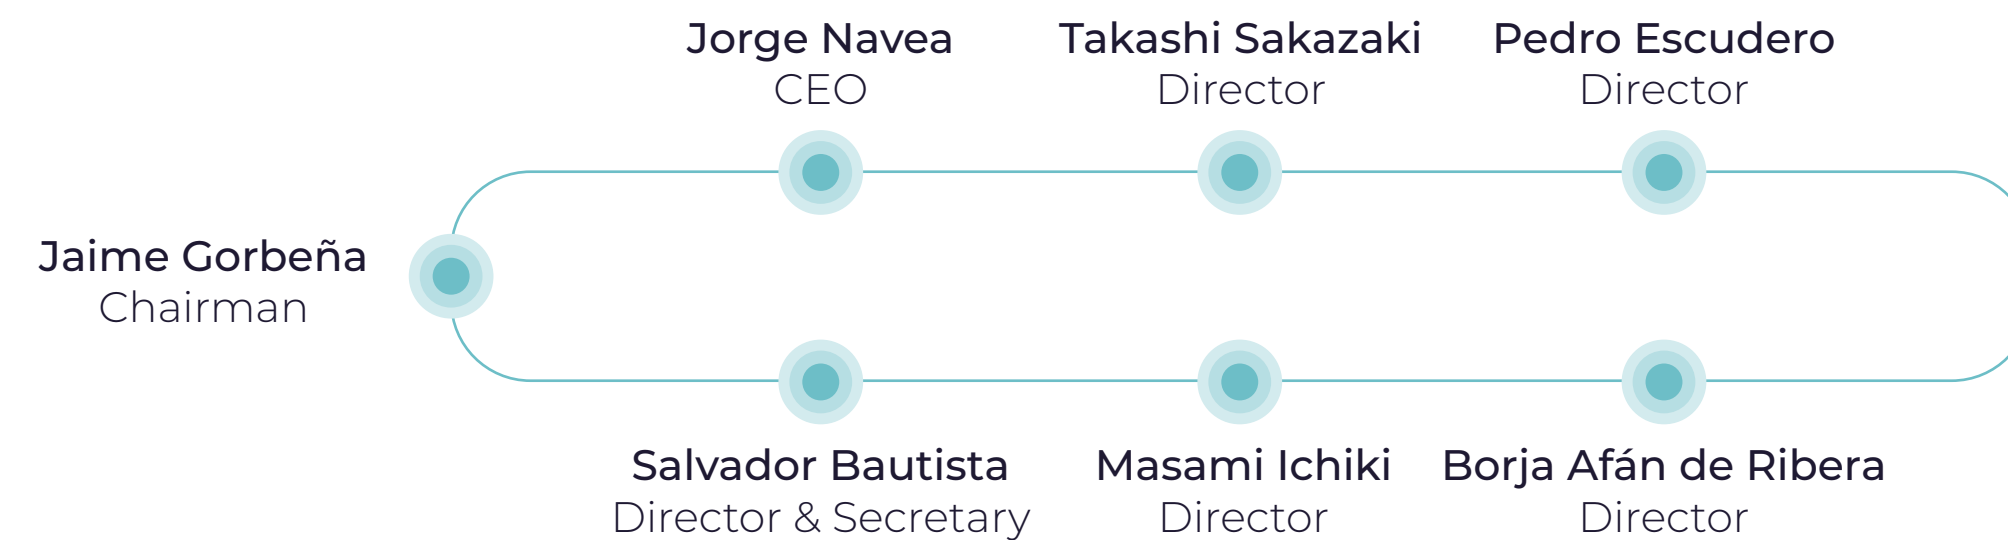 Jorge Navea
CEO
Takashi Sakazaki
Director
Pedro Escudero
Director
Jaime Gorbeña
Chairman
Salvador Bautista
Director & Secretary
Masami Ichiki
Director
Borja Afán de Ribera
Director